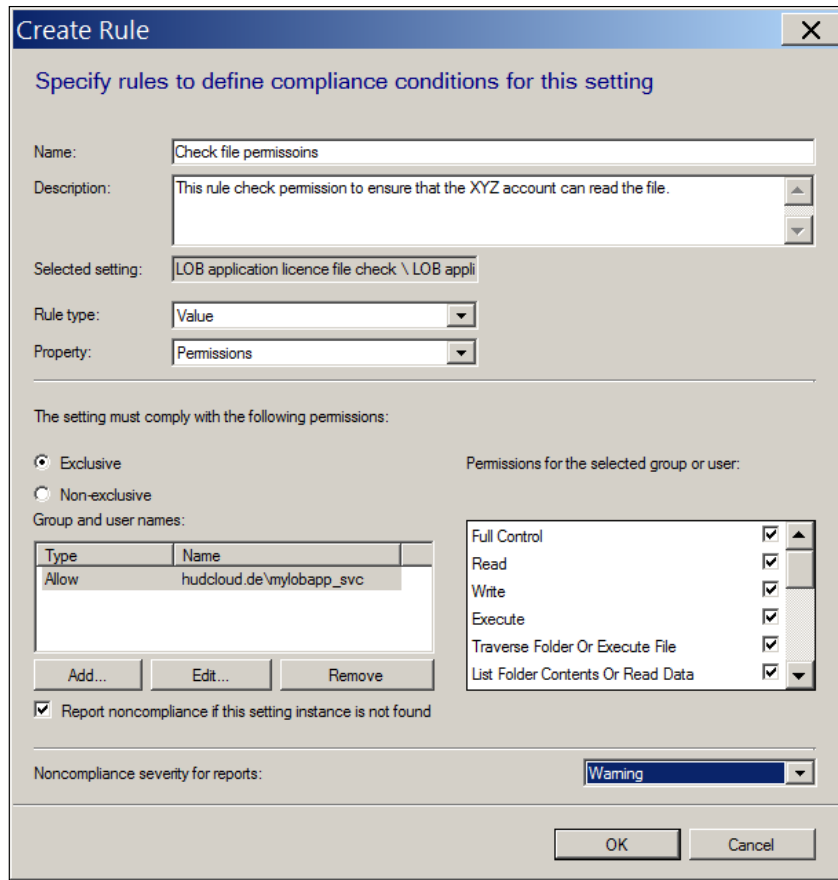 Create Rule
Specify rules to define compliance conditions for this setting
Name: Check file permissoins
Description: This rule check permission to ensure that the XYZ account can read the file.
Selected setting: LOB application licence file check \ LOB appli
Rule type: Value
Property: Permissions
The setting must comply with the following permissions:
Exclusive
Non-exclusive
Group and user names:
Type Name
Allow hudcloud.de\mylobapp_svc
Add... Edit... Remove
Report noncompliance if this setting instance is not found
Permissions for the selected group or user:
Full Control
Read
Write
Execute
Traverse Folder Or Execute File
List Folder Contents Or Read Data
Noncompliance severity for reports: Warning
OK Cancel